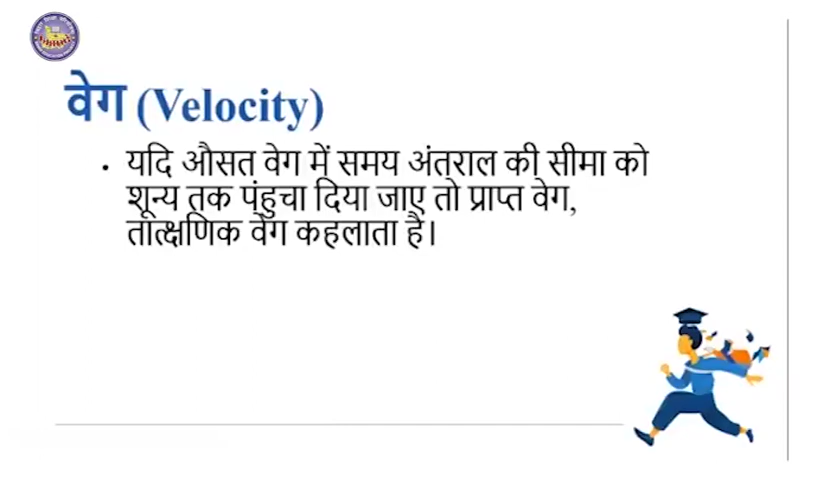 वेग (Velocity)
• यदि औसत वेग में समय अंतराल की सीमा को
शून्य तक पंहुचा दिया जाए तो प्राप्त वेग,
तात्क्षणिक वेग कहलाता है।